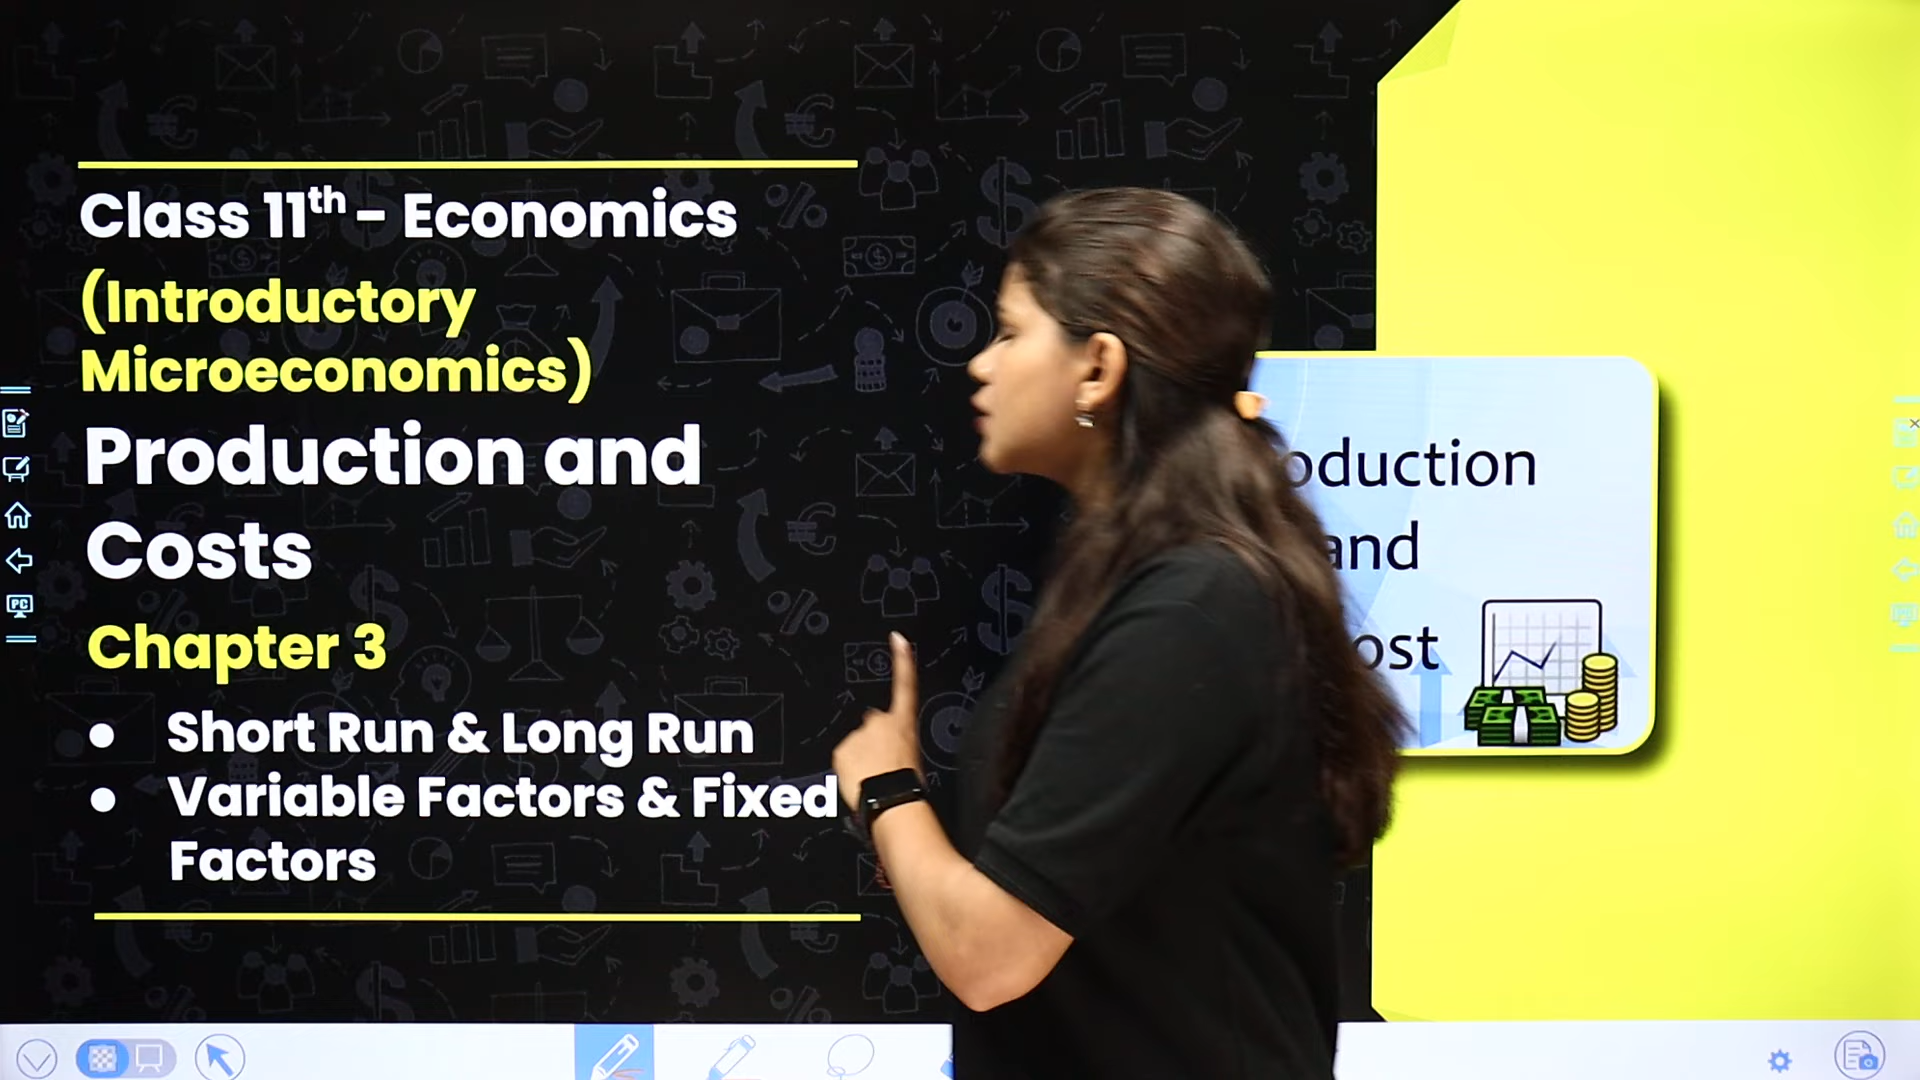 Class 11th - Economics
(Introductory
Microeconomics)
Production and
Costs
Chapter 3
● Short Run & Long Run
● Variable Factors & Fixed
Factors
oduction
and
ost
PC